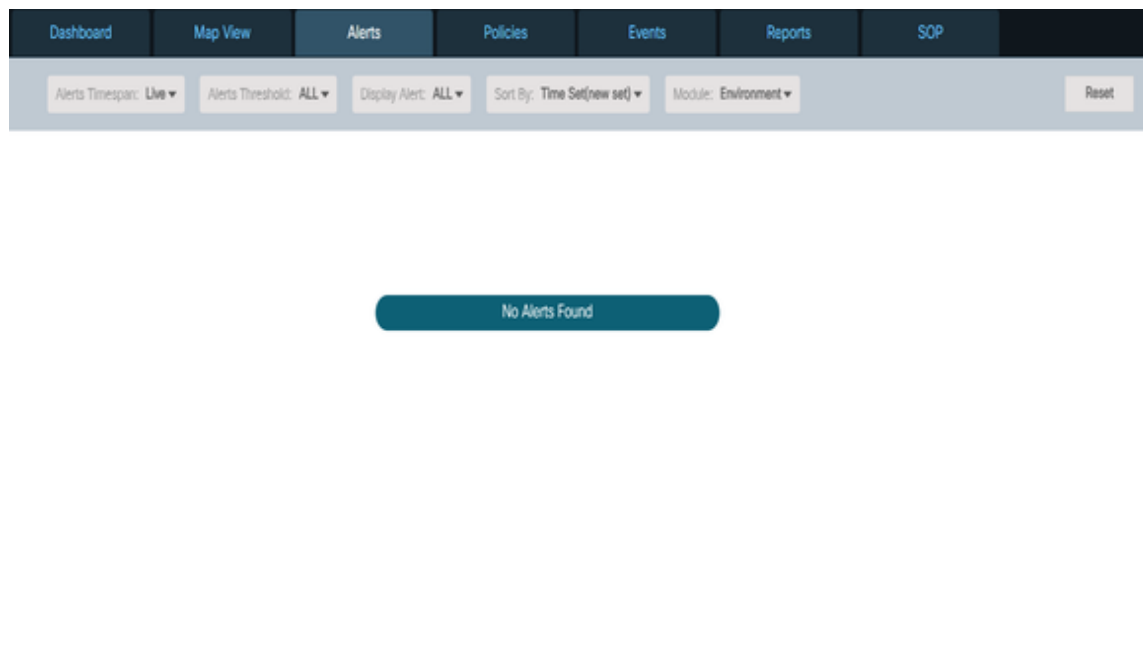 Dashboard Map View Alerts Policies Events Reports SOP
Alerts Timespan: Live ▾ Alerts Threshold: ALL ▾ Display Alert: ALL ▾ Sort By: Time Set(new set) ▾ Module: Environment ▾ Reset
No Alerts Found